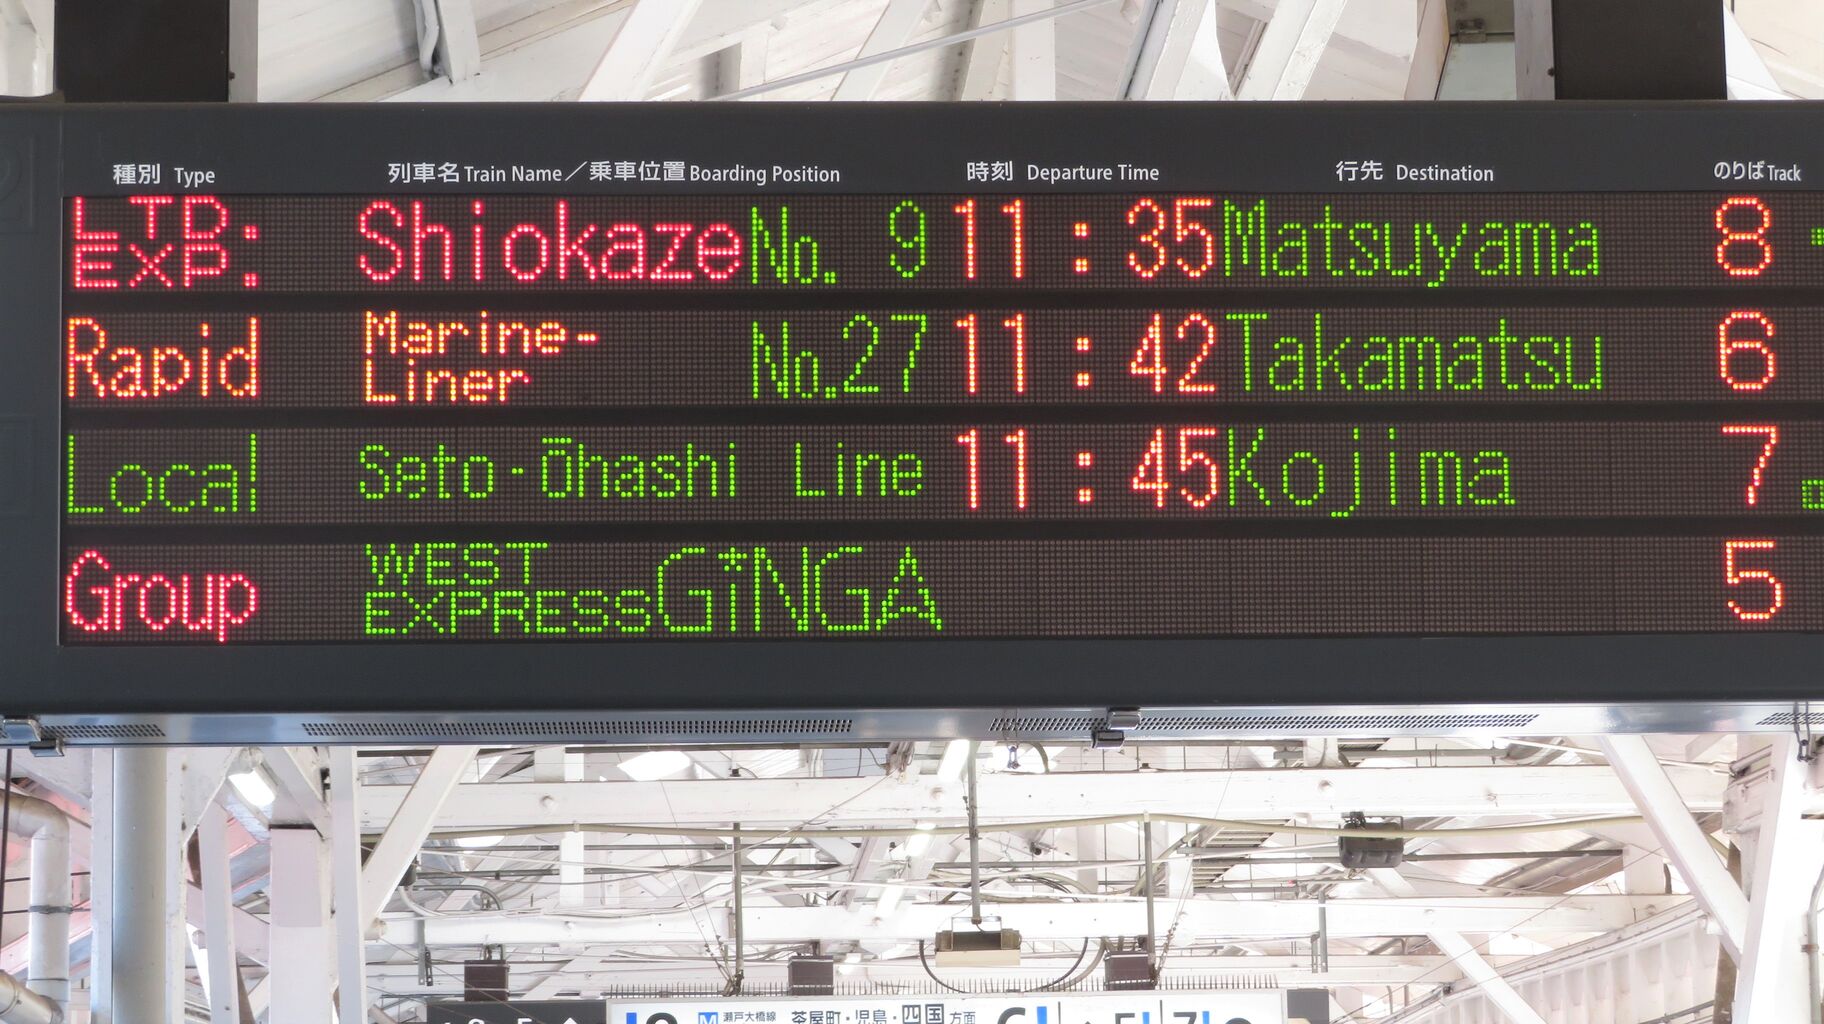 種別 Type 列車名 Train Name／乗車位置 Boarding Position 時刻 Departure Time 行先 Destination のりば Track
LTD. EXP. Shiokaze No. 9 11:35 Matsuyama 8
Rapid Marine-Liner No.27 11:42 Takamatsu 6
Local Seto-Ōhashi Line 11:45 Kojima 7
Group WEST EXPRESS GiNGA 5
M 瀬戸大橋線 茶屋町・児島・四国方面